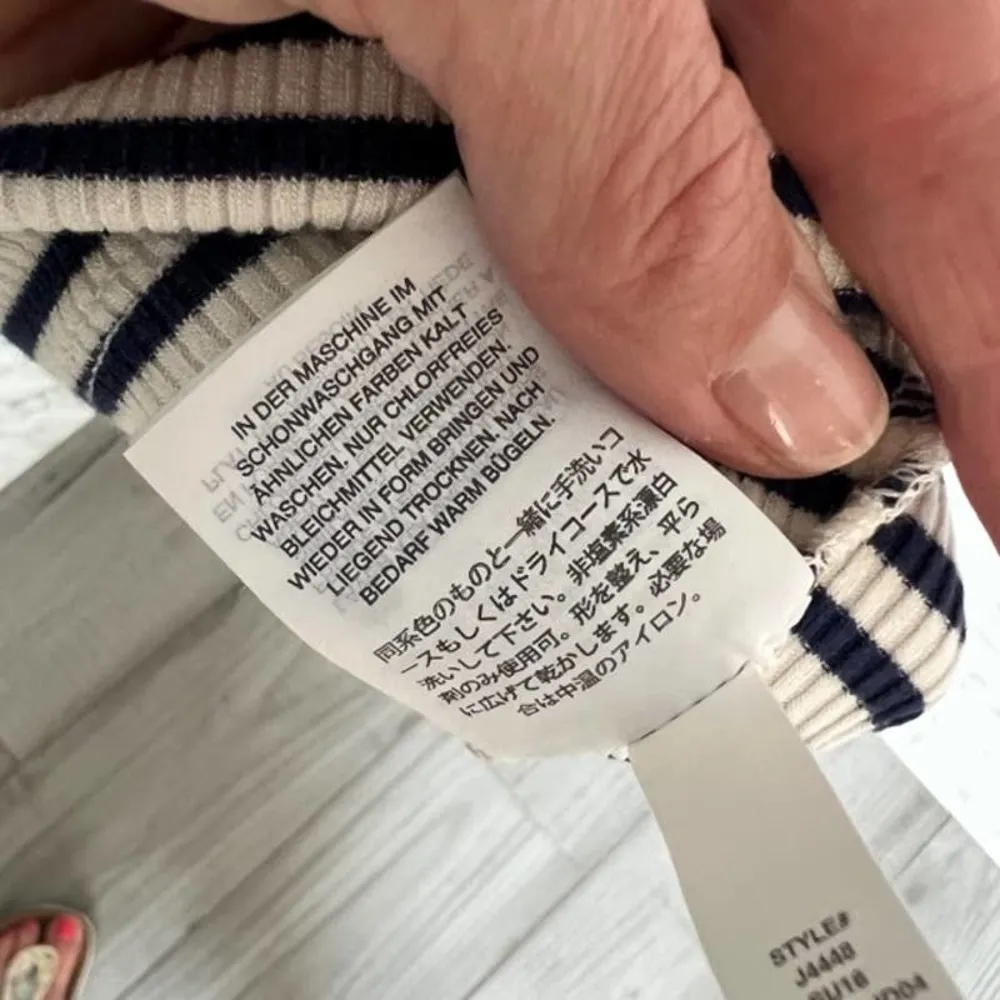 IN DER MASCHINE IM
SCHONWASCHGANG MIT
ÄHNLICHEN FARBEN KALT
WASCHEN. NUR CHLORFREIES
BLEICHMITTEL VERWENDEN.
WIEDER IN FORM BRINGEN UND
LIEGEND TROCKNEN. NACH
BEDARF WARM BÜGELN.
同系色のものと一緒に手洗いコ
ースもしくはドライコースで水
洗いして下さい。非塩素系漂白
剤のみ使用可。形を整え、平ら
に広げて乾かします。必要な場
合は中温のアイロン。
STYLE#
J4448